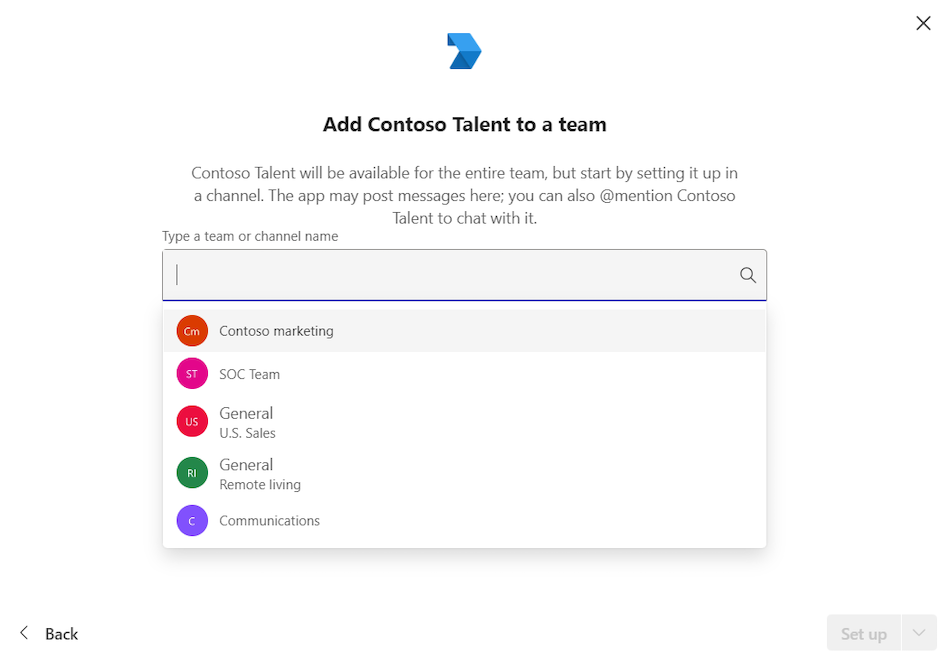 Add Contoso Talent to a team
Contoso Talent will be available for the entire team, but start by setting it up in
a channel. The app may post messages here; you can also @mention Contoso
Talent to chat with it.
Type a team or channel name
Cm Contoso marketing
ST SOC Team
US General
U.S. Sales
RI General
Remote living
C Communications
Back
Set up